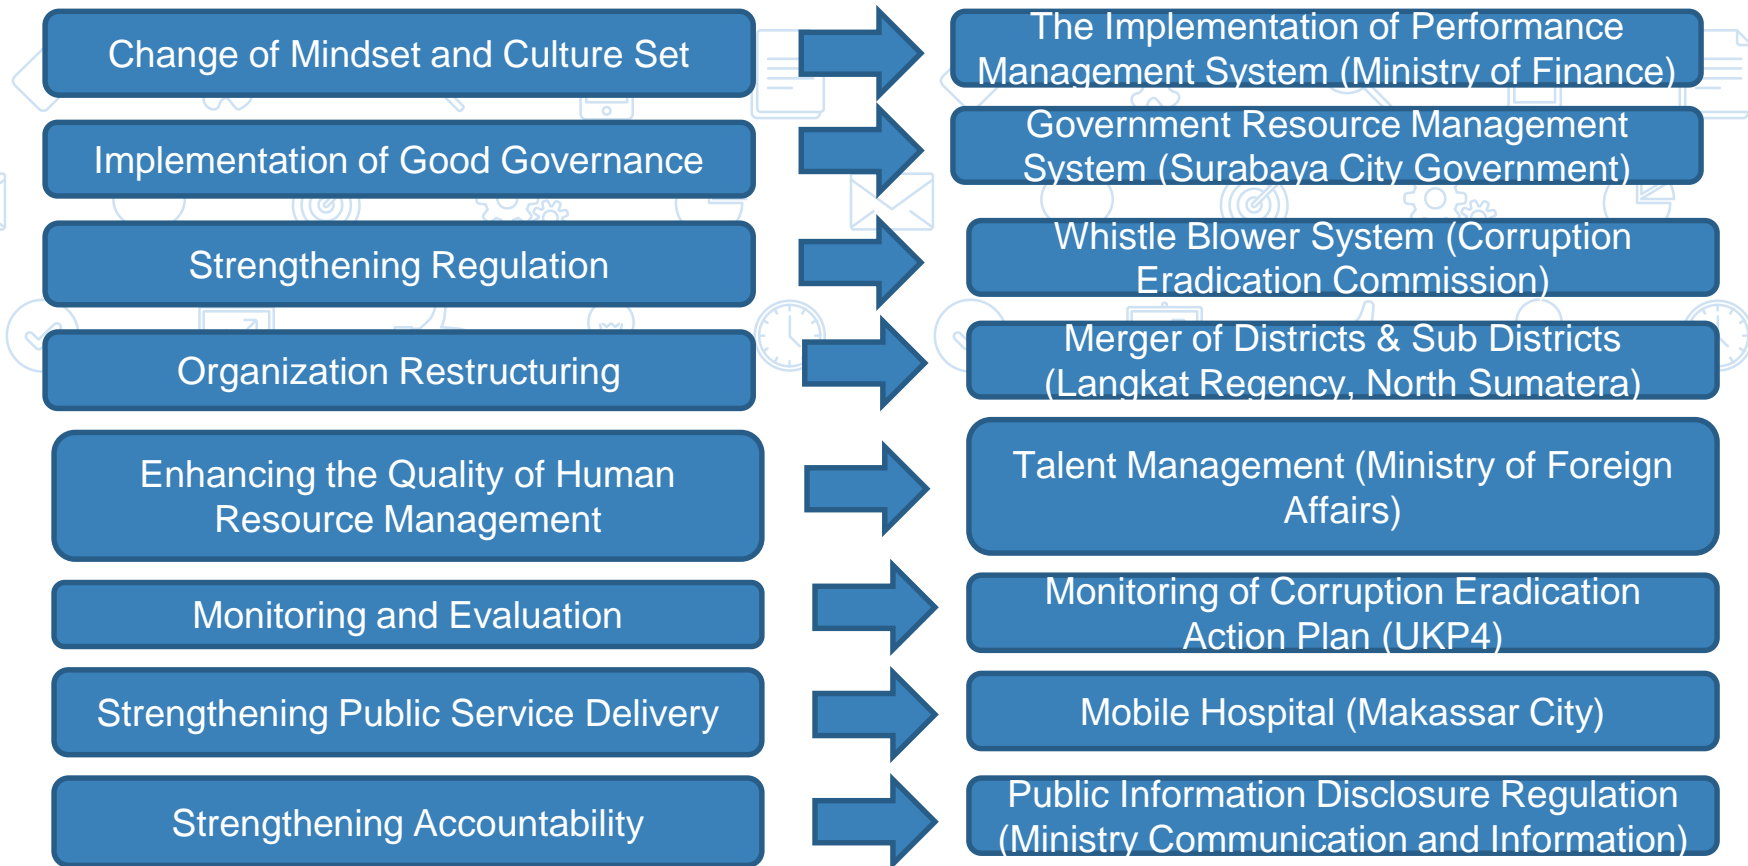 Change of Mindset and Culture Set
The Implementation of Performance
Management System (Ministry of Finance)
Implementation of Good Governance
Government Resource Management
System (Surabaya City Government)
Strengthening Regulation
Whistle Blower System (Corruption
Eradication Commission)
Organization Restructuring
Merger of Districts & Sub Districts
(Langkat Regency, North Sumatera)
Enhancing the Quality of Human
Resource Management
Talent Management (Ministry of Foreign
Affairs)
Monitoring and Evaluation
Monitoring of Corruption Eradication
Action Plan (UKP4)
Strengthening Public Service Delivery
Mobile Hospital (Makassar City)
Strengthening Accountability
Public Information Disclosure Regulation
(Ministry Communication and Information)